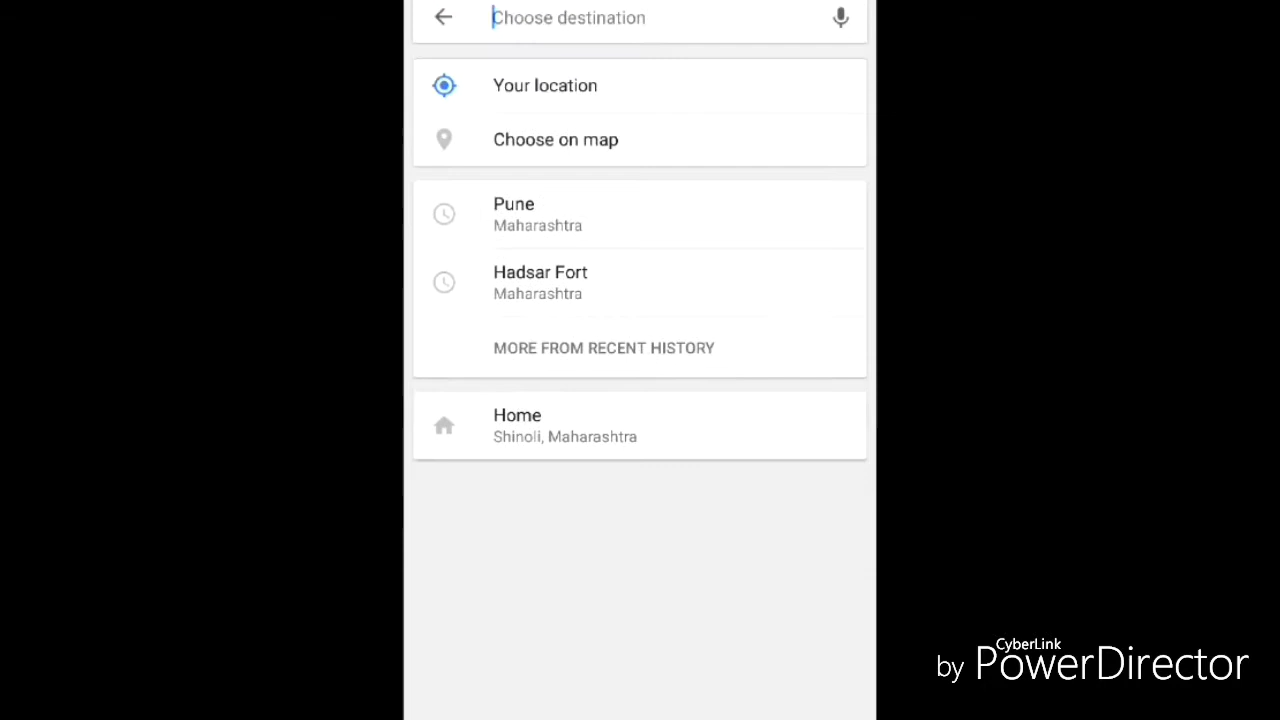 Choose destination
Your location
Choose on map
Pune
Maharashtra
Hadsar Fort
Maharashtra
MORE FROM RECENT HISTORY
Home
Shinoli, Maharashtra
CyberLink
by PowerDirector